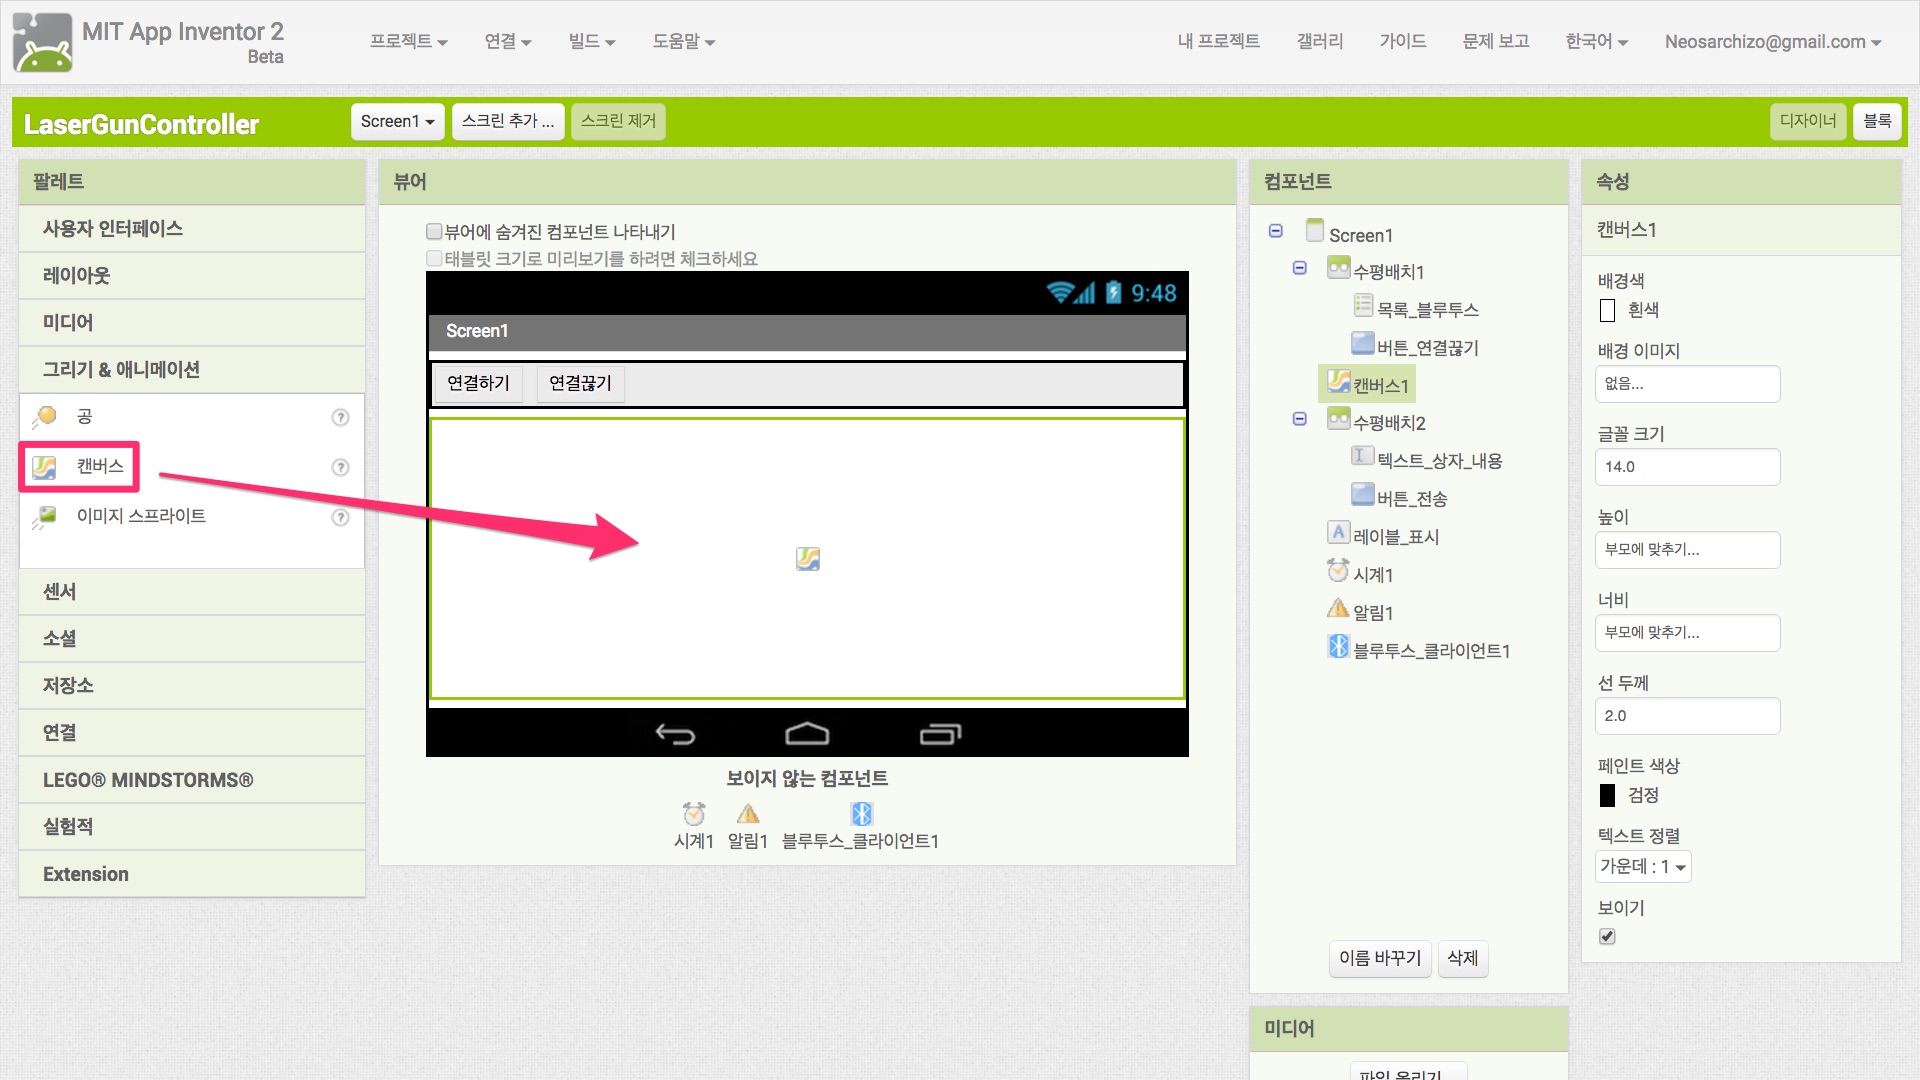 MIT App Inventor 2
Beta
프로젝트 연결 빌드 도움말
내 프로젝트 갤러리 가이드 문제 보고 한국어 Neosarchizo@gmail.com
LaserGunController
Screen1 스크린 추가 ... 스크린 제거
디자이너 블록
팔레트
사용자 인터페이스
레이아웃
미디어
그리기 & 애니메이션
공 ?
캔버스 ?
이미지 스프라이트 ?
센서
소셜
저장소
연결
LEGO® MINDSTORMS®
실험적
Extension
뷰어
뷰어에 숨겨진 컴포넌트 나타내기
태블릿 크기로 미리보기를 하려면 체크하세요
9:48
Screen1
연결하기 연결끊기
보이지 않는 컴포넌트
시계1 알림1 블루투스_클라이언트1
컴포넌트
Screen1
수평배치1
목록_블루투스
버튼_연결끊기
캔버스1
수평배치2
텍스트_상자_내용
버튼_전송
레이블_표시
시계1
알림1
블루투스_클라이언트1
이름 바꾸기 삭제
미디어
파일 올리기 ...
속성
캔버스1
배경색
흰색
배경 이미지
없음...
글꼴 크기
14.0
높이
부모에 맞추기...
너비
부모에 맞추기...
선 두께
2.0
페인트 색상
검정
텍스트 정렬
가운데 : 1
보이기